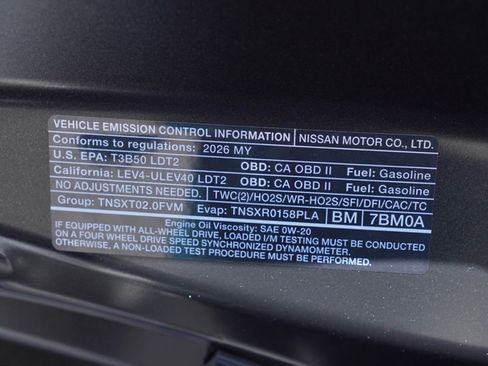 VEHICLE EMISSION CONTROL INFORMATION NISSAN MOTOR CO., LTD.
Conforms to regulations: 2026 MY
U.S. EPA: T3B50 LDT2 OBD: CA OBD II Fuel: Gasoline
California: LEV4-ULEV40 LDT2 OBD: CA OBD II Fuel: Gasoline
NO ADJUSTMENTS NEEDED. TWC(2)/HO2S/WR-HO2S/SFI/DFI/CAC/TC
Group: TNSXT02.0FVM Evap: TNSXR0158PLA BM 7BM0A
Engine Oil Viscosity: SAE 0W-20
IF EQUIPPED WITH ALL-WHEEL DRIVE, LOADED I/M TESTING MUST BE CONDUCTED
ON A FOUR WHEEL DRIVE SPEED SYNCHRONIZED DYNAMOMETER.
OTHERWISE, A NON-LOADED TEST PROCEDURE MUST BE EMPLOYED.